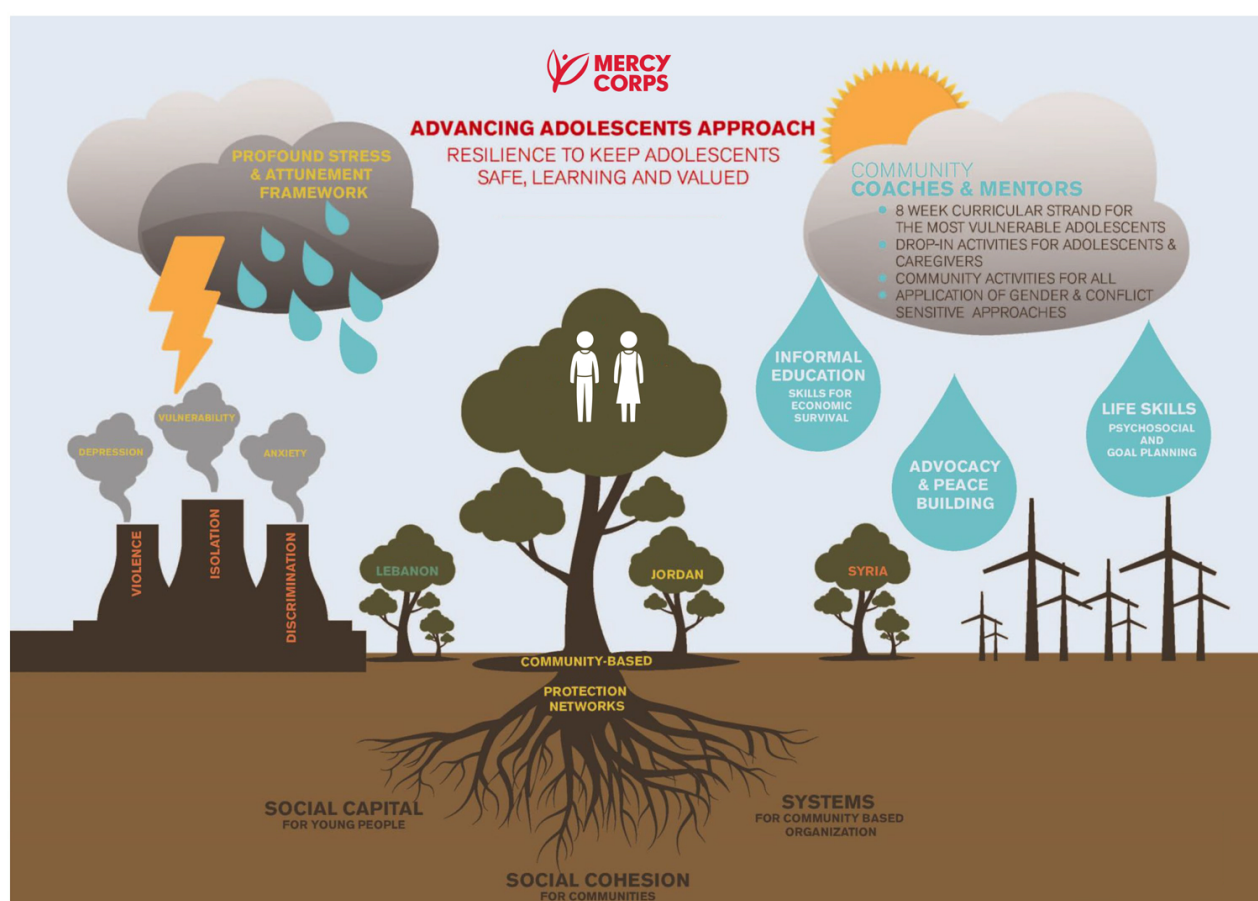 MERCY
CORPS
ADVANCING ADOLESCENTS APPROACH
RESILIENCE TO KEEP ADOLESCENTS
SAFE, LEARNING AND VALUED
PROFOUND STRESS
& ATTUNEMENT
FRAMEWORK
COMMUNITY
COACHES & MENTORS
• 8 WEEK CURRICULAR STRAND FOR
THE MOST VULNERABLE ADOLESCENTS
• DROP-IN ACTIVITIES FOR ADOLESCENTS &
CAREGIVERS
• COMMUNITY ACTIVITIES FOR ALL
• APPLICATION OF GENDER & CONFLICT
SENSITIVE APPROACHES
INFORMAL
EDUCATION
SKILLS FOR
ECONOMIC
SURVIVAL
ADVOCACY
& PEACE
BUILDING
LIFE SKILLS
PSYCHOSOCIAL
AND
GOAL PLANNING
DEPRESSION
VULNERABILITY
ANXIETY
VIOLENCE
ISOLATION
DISCRIMINATION
LEBANON
JORDAN
SYRIA
COMMUNITY-BASED
PROTECTION
NETWORKS
SOCIAL CAPITAL
FOR YOUNG PEOPLE
SYSTEMS
FOR COMMUNITY BASED
ORGANIZATION
SOCIAL COHESION
FOR COMMUNITIES